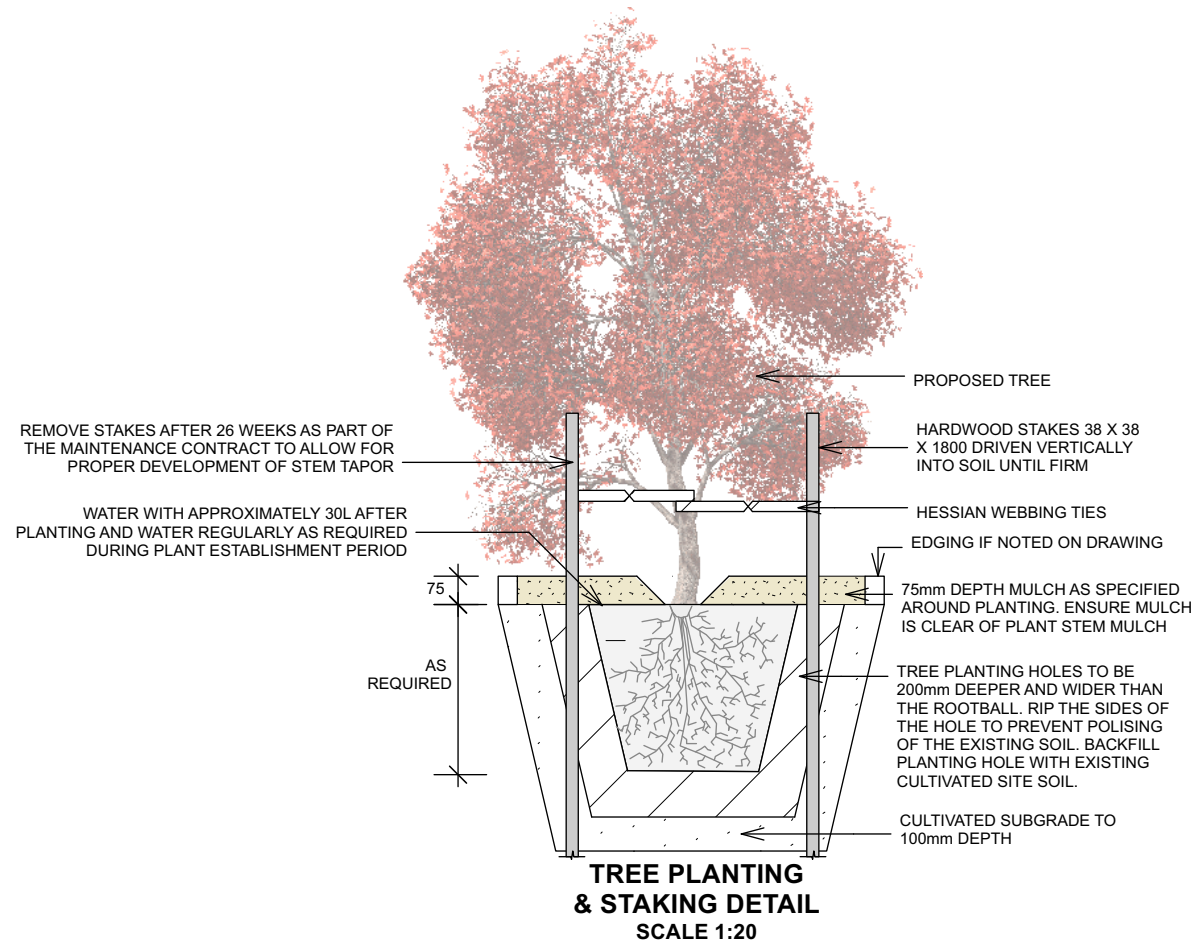 PROPOSED TREE
REMOVE STAKES AFTER 26 WEEKS AS PART OF
THE MAINTENANCE CONTRACT TO ALLOW FOR
PROPER DEVELOPMENT OF STEM TAPOR
HARDWOOD STAKES 38 X 38
X 1800 DRIVEN VERTICALLY
INTO SOIL UNTIL FIRM
WATER WITH APPROXIMATELY 30L AFTER
PLANTING AND WATER REGULARLY AS REQUIRED
DURING PLANT ESTABLISHMENT PERIOD
HESSIAN WEBBING TIES
EDGING IF NOTED ON DRAWING
75
75mm DEPTH MULCH AS SPECIFIED
AROUND PLANTING. ENSURE MULCH
IS CLEAR OF PLANT STEM MULCH
AS
REQUIRED
TREE PLANTING HOLES TO BE
200mm DEEPER AND WIDER THAN
THE ROOTBALL. RIP THE SIDES OF
THE HOLE TO PREVENT POLISING
OF THE EXISTING SOIL. BACKFILL
PLANTING HOLE WITH EXISTING
CULTIVATED SITE SOIL.
CULTIVATED SUBGRADE TO
100mm DEPTH
TREE PLANTING
& STAKING DETAIL
SCALE 1:20